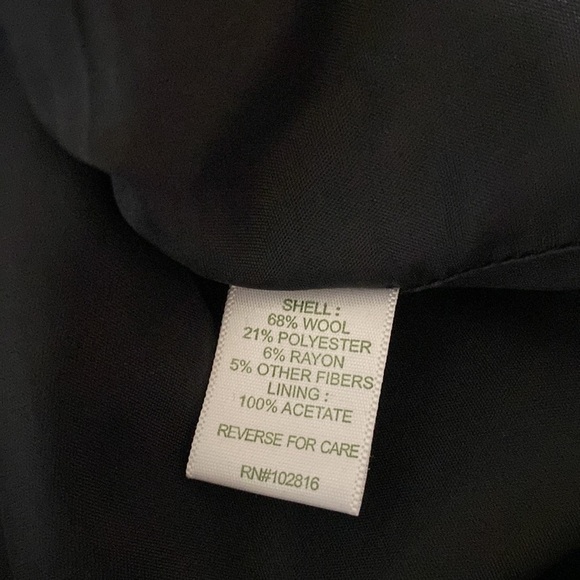 SHELL :
68% WOOL
21% POLYESTER
6% RAYON
5% OTHER FIBERS
LINING :
100% ACETATE
REVERSE FOR CARE
RN#102816